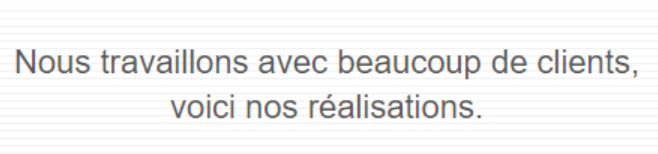 Nous travaillons avec beaucoup de clients,
voici nos réalisations.